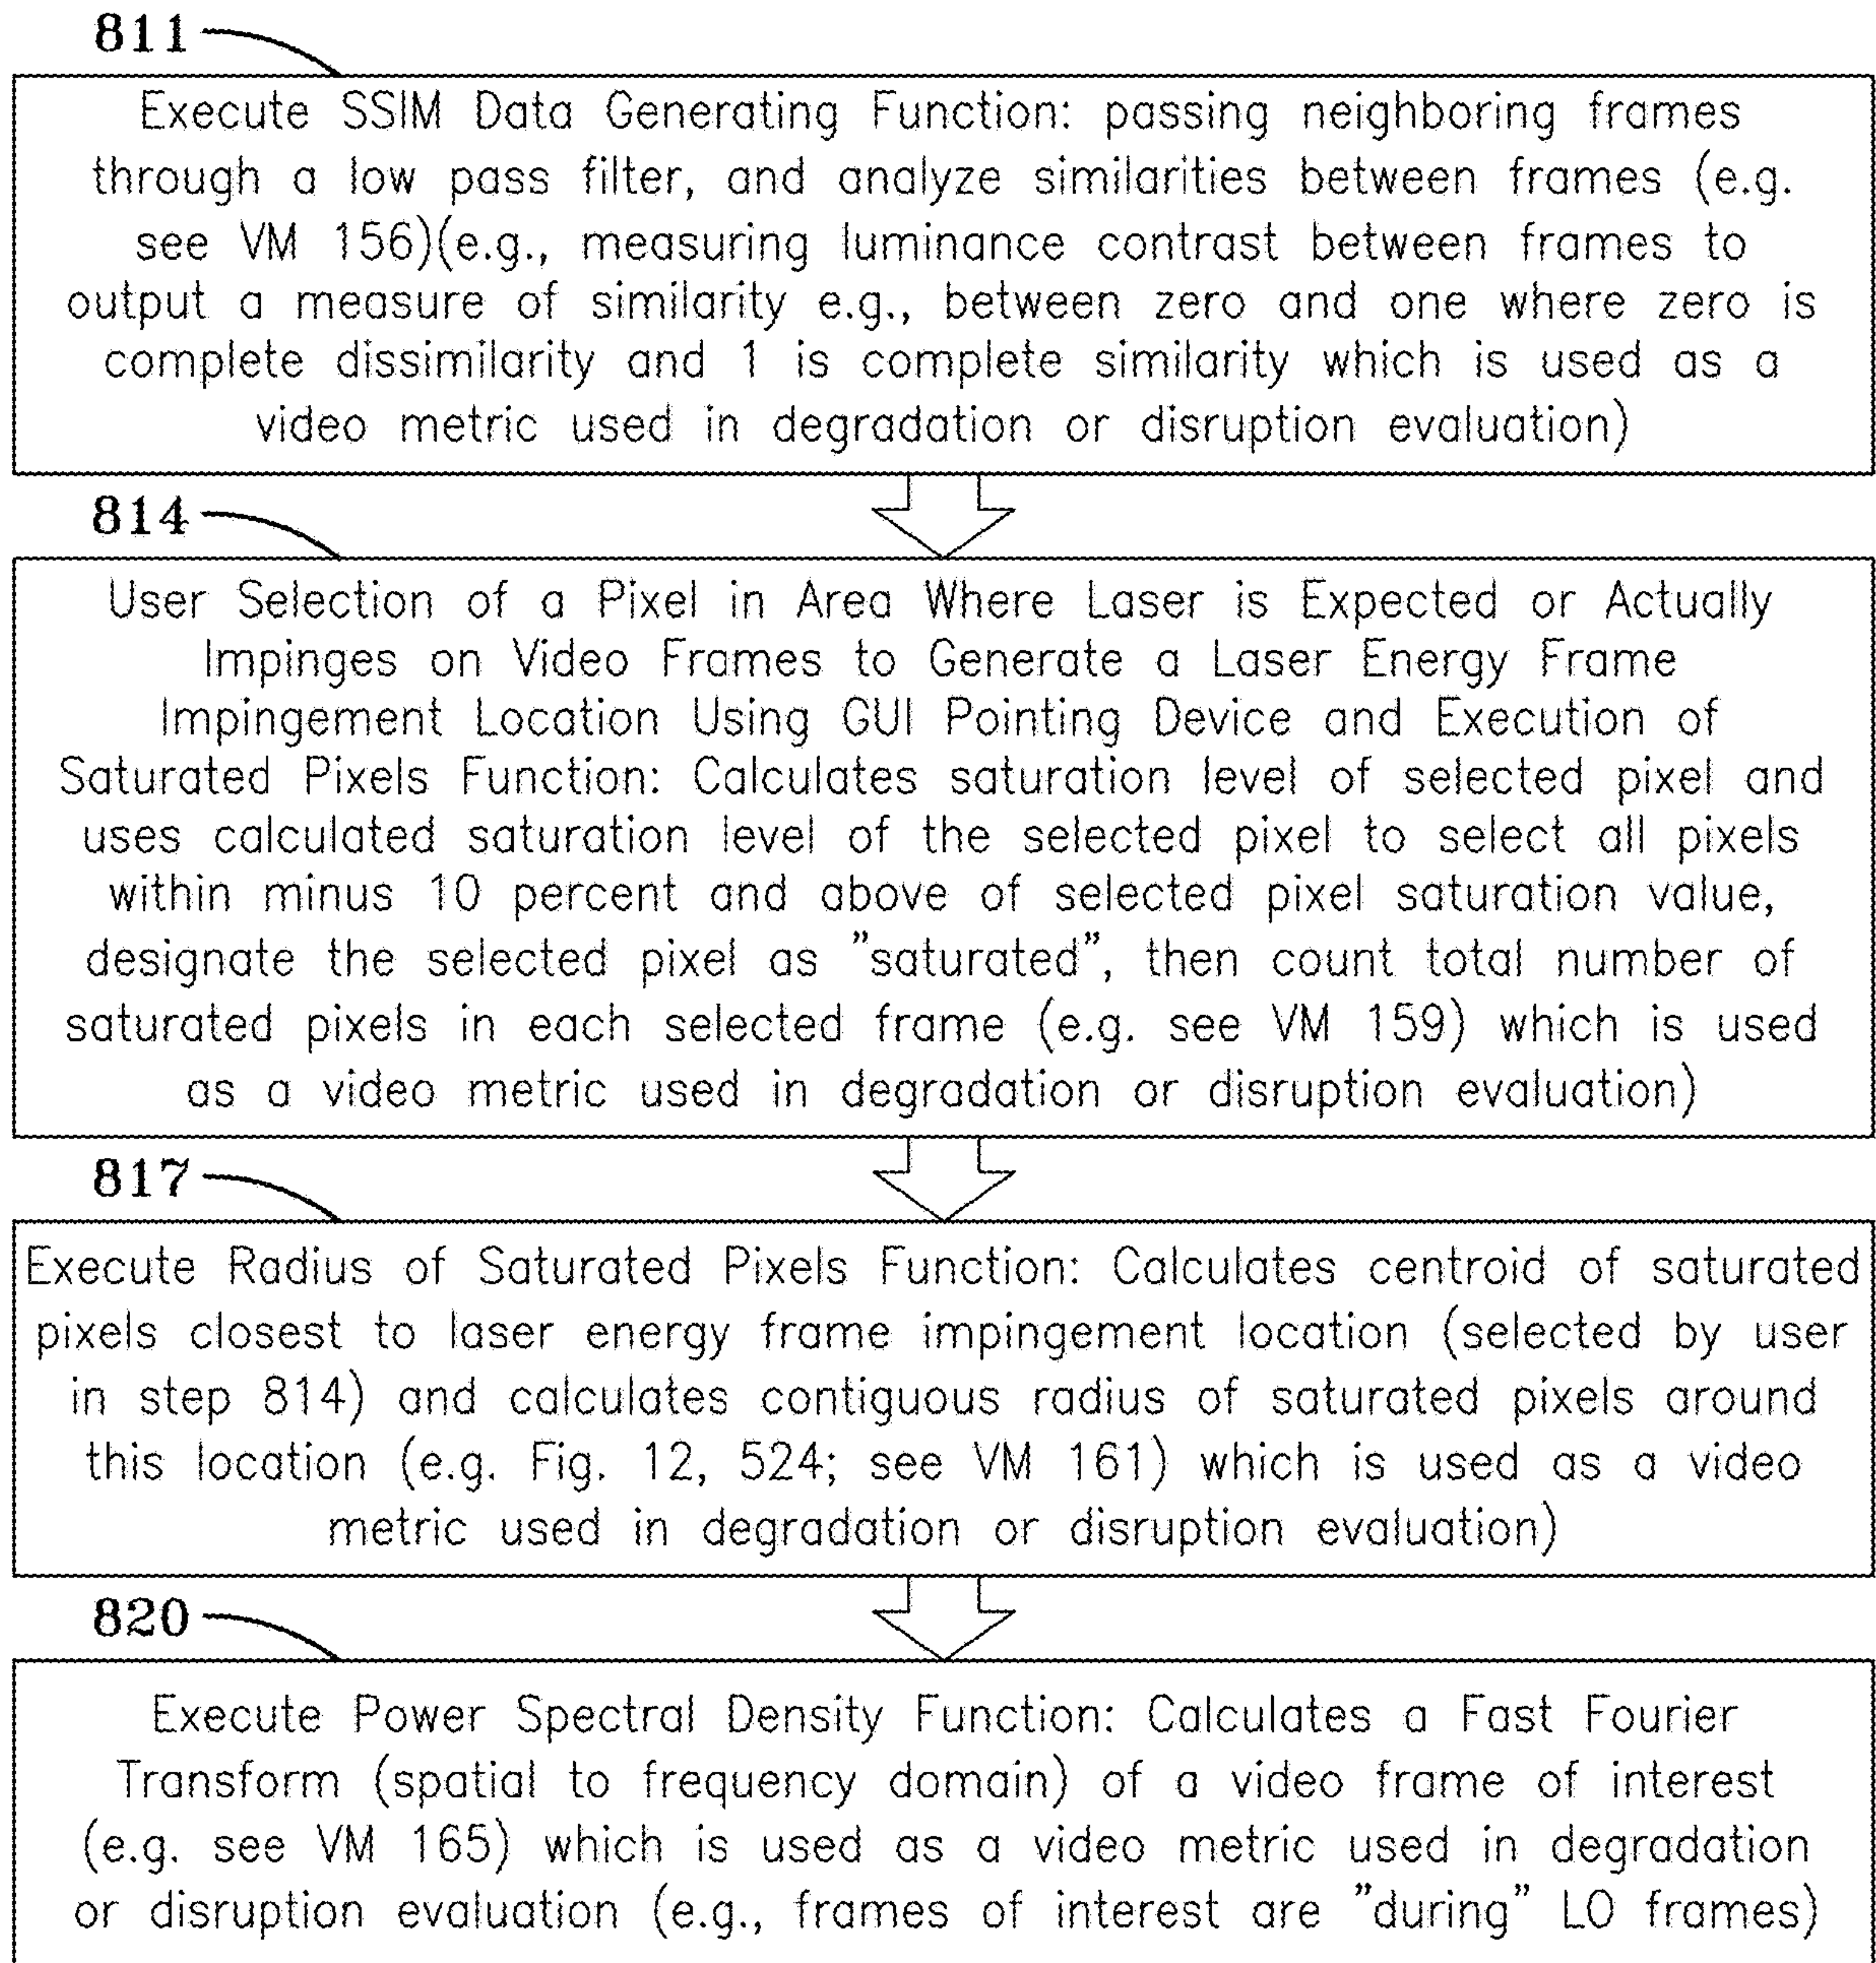 811
Execute SSIM Data Generating Function: passing neighboring frames
through a low pass filter, and analyze similarities between frames (e.g.
see VM 156)(e.g., measuring luminance contrast between frames to
output a measure of similarity e.g., between zero and one where zero is
complete dissimilarity and 1 is complete similarity which is used as a
video metric used in degradation or disruption evaluation)
814
User Selection of a Pixel in Area Where Laser is Expected or Actually
Impinges on Video Frames to Generate a Laser Energy Frame
Impingement Location Using GUI Pointing Device and Execution of
Saturated Pixels Function: Calculates saturation level of selected pixel and
uses calculated saturation level of the selected pixel to select all pixels
within minus 10 percent and above of selected pixel saturation value,
designate the selected pixel as "saturated", then count total number of
saturated pixels in each selected frame (e.g. see VM 159) which is used
as a video metric used in degradation or disruption evaluation)
817
Execute Radius of Saturated Pixels Function: Calculates centroid of saturated
pixels closest to laser energy frame impingement location (selected by user
in step 814) and calculates contiguous radius of saturated pixels around
this location (e.g. Fig. 12, 524; see VM 161) which is used as a video
metric used in degradation or disruption evaluation)
820
Execute Power Spectral Density Function: Calculates a Fast Fourier
Transform (spatial to frequency domain) of a video frame of interest
(e.g. see VM 165) which is used as a video metric used in degradation
or disruption evaluation (e.g., frames of interest are "during" LO frames)